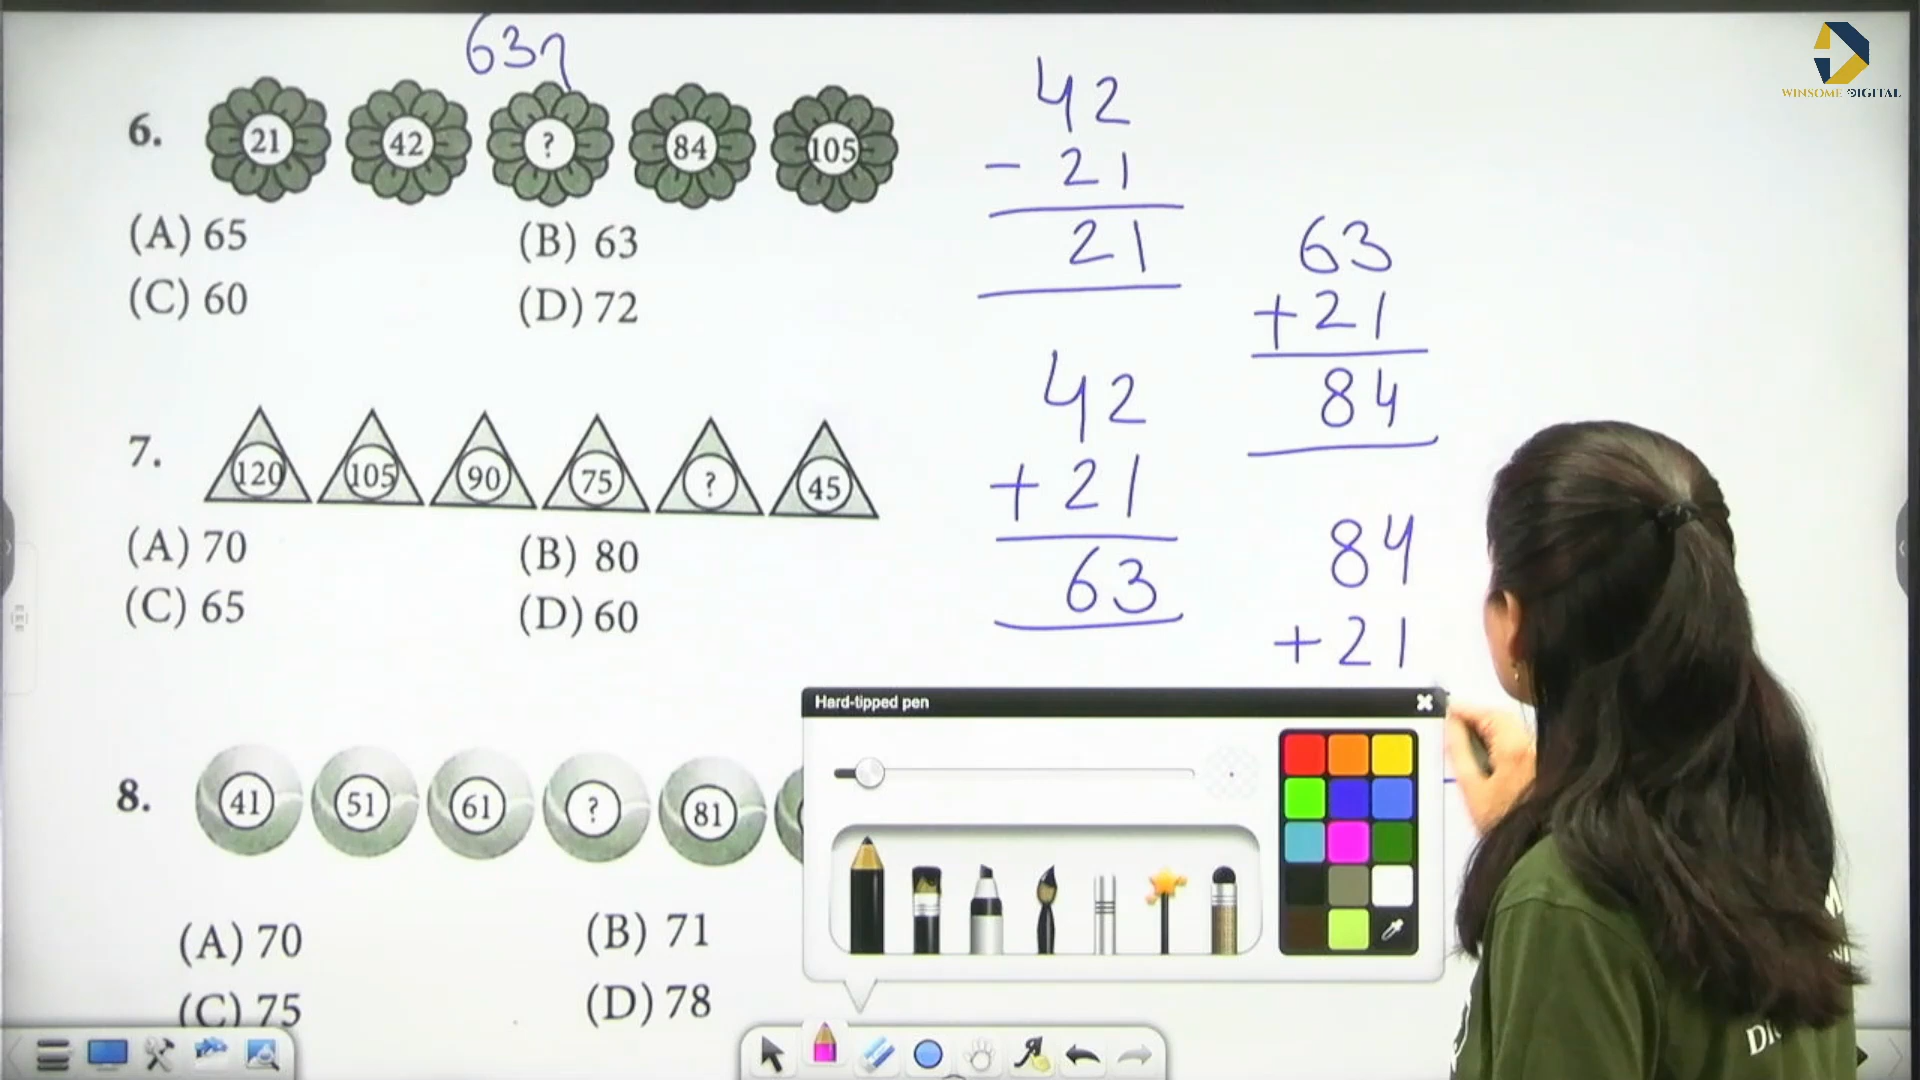 WINSOME DIGITAL
63
6. 21 42 ? 84 105
(A) 65 (B) 63
(C) 60 (D) 72
7. 120 105 90 75 ? 45
(A) 70 (B) 80
(C) 65 (D) 60
8. 41 51 61 ? 81
(A) 70 (B) 71
(C) 75 (D) 78
42
- 21
21
42
+ 21
63
63
+ 21
84
84
+ 21
Hard-tipped pen